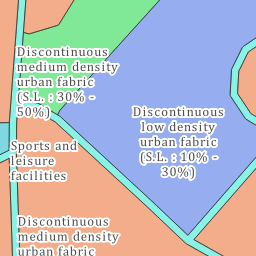 Discontinuous
medium density
urban fabric
(S.L. : 30% -
50%)
Discontinuous
low density
urban fabric
(S.L. : 10% -
30%)
Sports and
leisure
facilities
Discontinuous
medium density
urban fabric